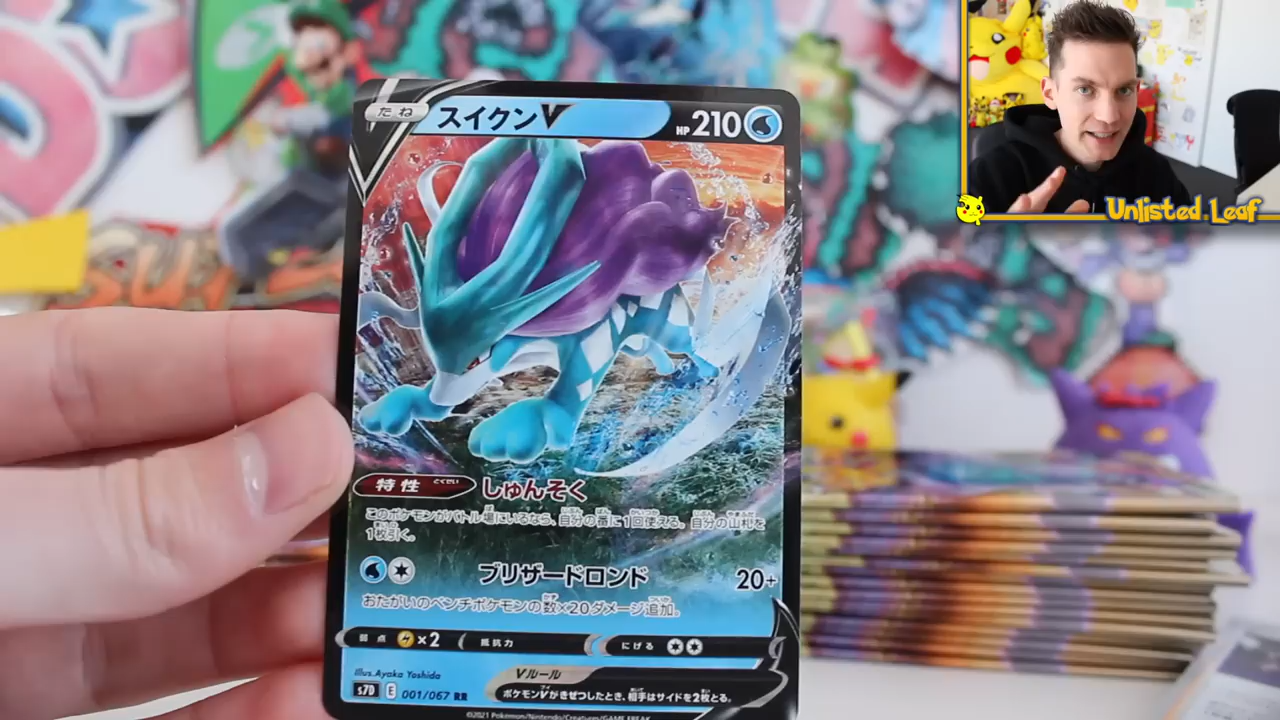 たね スイクンV HP 210
特性 とくせい しゅんそく
このポケモンがバトル場にいるなら、自分の番に1回使える。自分の山札を
1枚引く。
ブリザードロンド 20+
おたがいのベンチポケモンの数×20ダメージ追加。
弱点 ×2 抵抗力 にげる
Illus. Ayaka Yoshida
Vルール
s7D E 001/067 RR
ポケモンVがきぜつしたとき、相手はサイドを2枚とる。
©2021 Pokémon/Nintendo/Creatures/GAME FREAK
Unlisted.Leaf